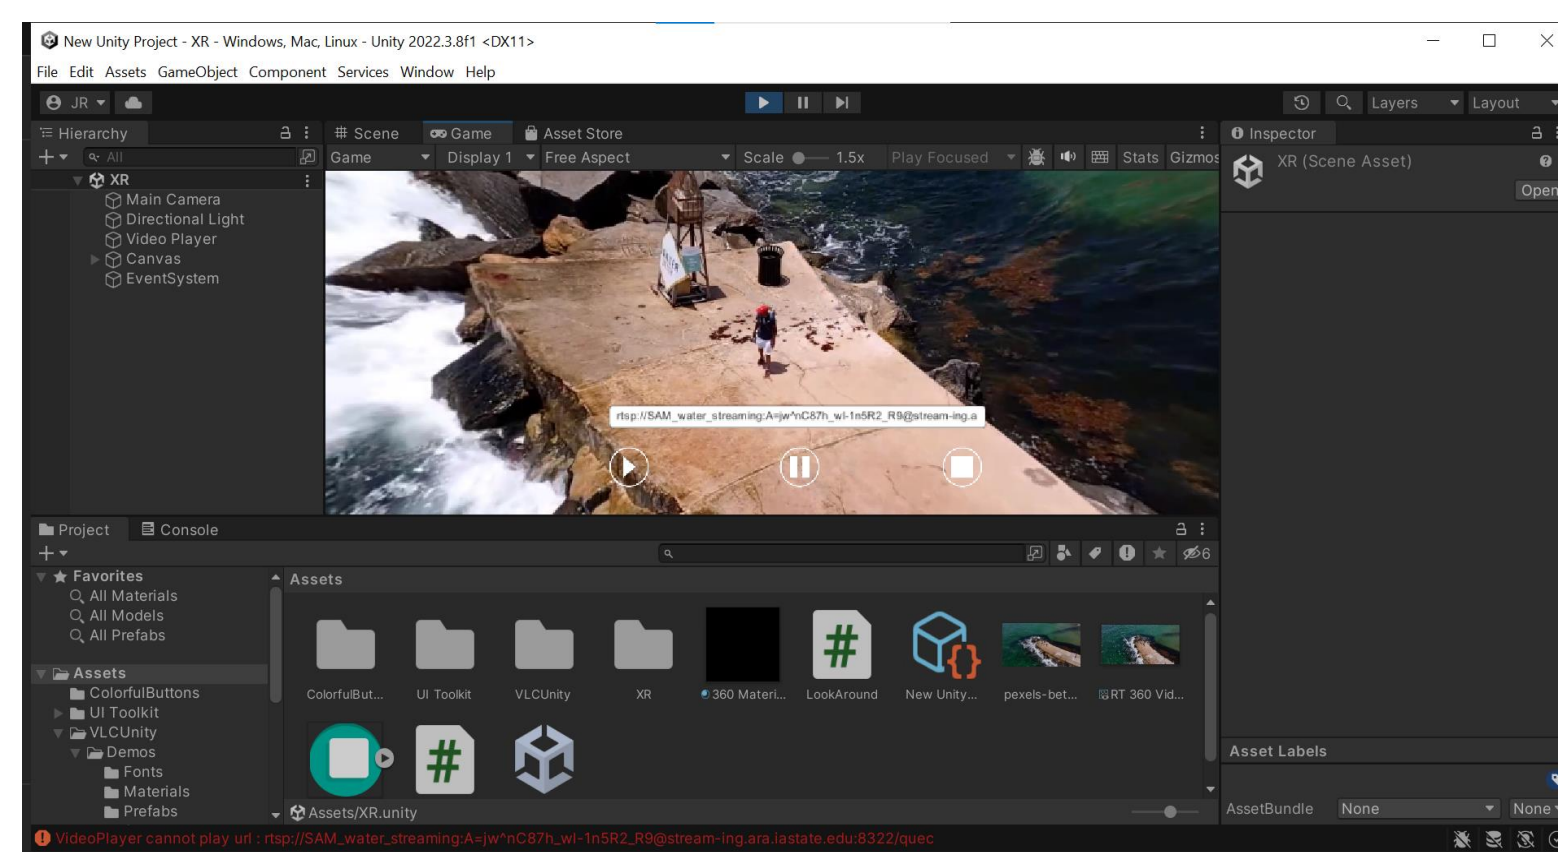 New Unity Project - XR - Windows, Mac, Linux - Unity 2022.3.8f1 <DX11>
File Edit Assets GameObject Component Services Window Help
JR Layers Layout
Hierarchy
All
XR
Main Camera
Directional Light
Video Player
Canvas
EventSystem
Scene Game Asset Store
Game Display 1 Free Aspect Scale 1.5x Play Focused Stats Gizmos
rtsp://SAM_water_streaming:A=jw^nC87h_wl-1n5R2_R9@stream-ing.a
Inspector
XR (Scene Asset)
Open
Project Console
6
Favorites
All Materials
All Models
All Prefabs
Assets
ColorfulButtons
UI Toolkit
VLCUnity
Demos
Fonts
Materials
Prefabs
Assets
ColorfulBut... UI Toolkit VLCUnity XR 360 Materi... LookAround New Unity... pexels-bet... RT 360 Vid...
Assets/XR.unity
Asset Labels
AssetBundle None None
VideoPlayer cannot play url : rtsp://SAM_water_streaming:A=jw^nC87h_wl-1n5R2_R9@stream-ing.ara.iastate.edu:8322/quec